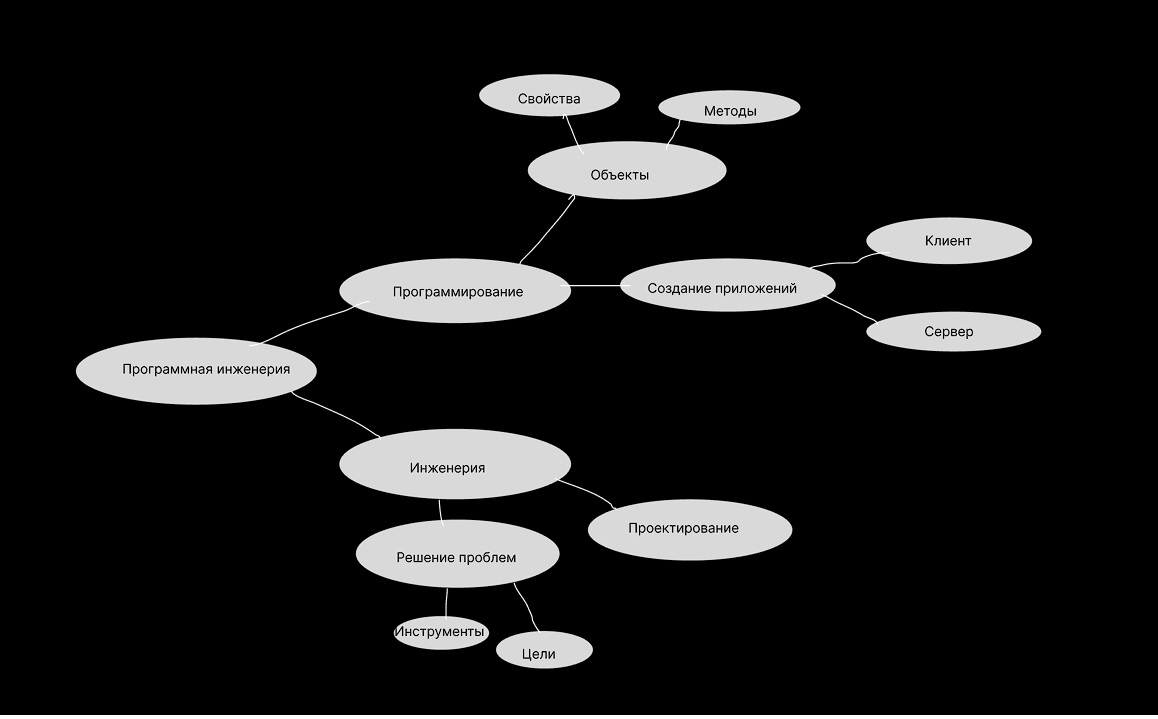 Свойства
Методы
Объекты
Клиент
Программирование
Создание приложений
Сервер
Программная инженерия
Инженерия
Проектирование
Решение проблем
Инструменты
Цели